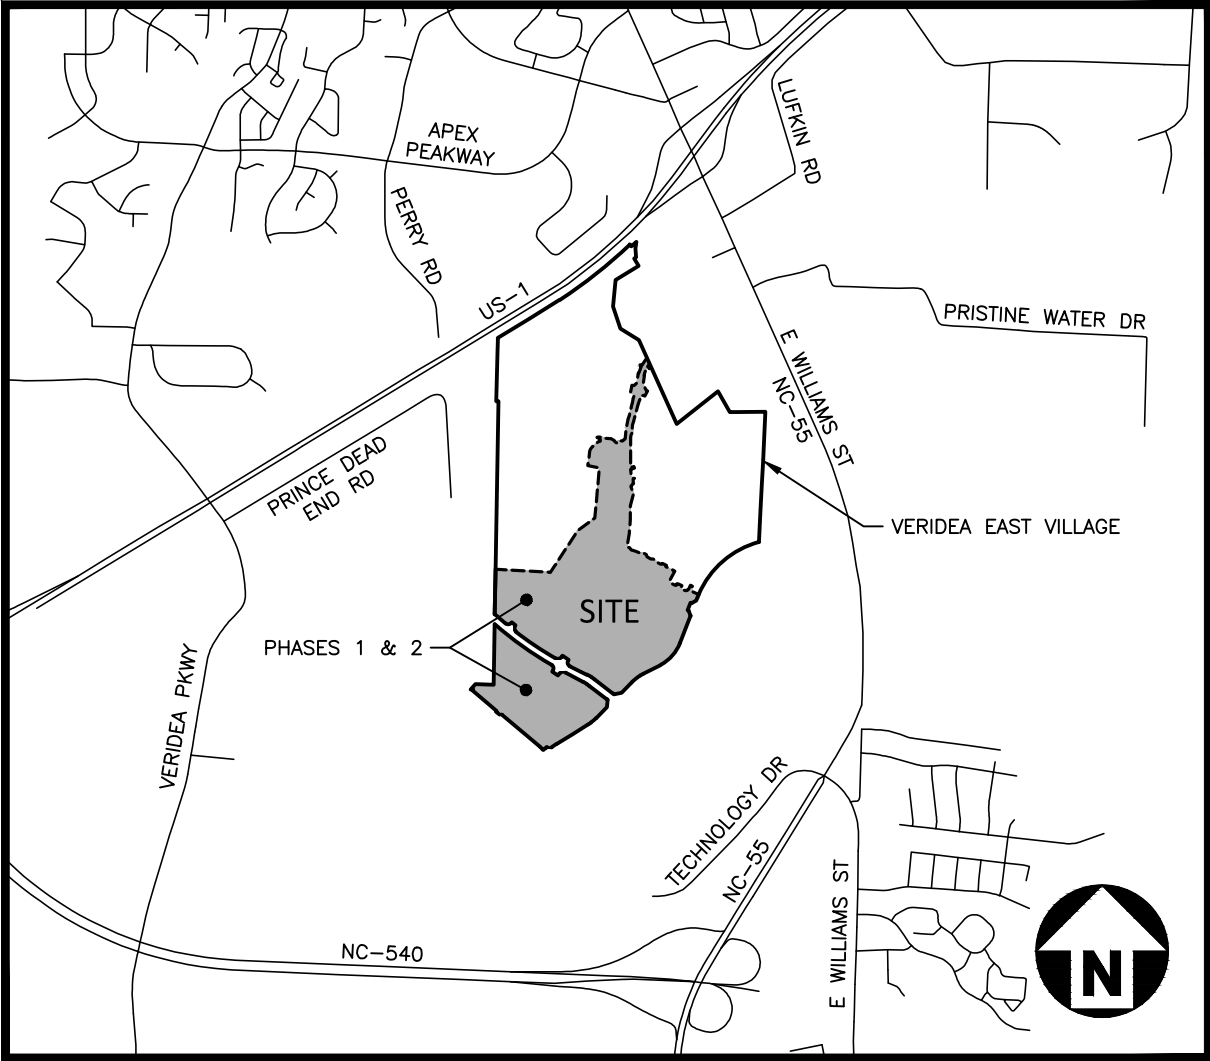 APEX
PEAKWAY
LUFKIN RD
PERRY RD
US-1
PRISTINE WATER DR
E WILLIAMS ST
NC-55
PRINCE DEAD
END RD
VERIDEA EAST VILLAGE
SITE
PHASES 1 & 2
VERIDEA PKWY
TECHNOLOGY DR
NC-55
E WILLIAMS ST
NC-540
N